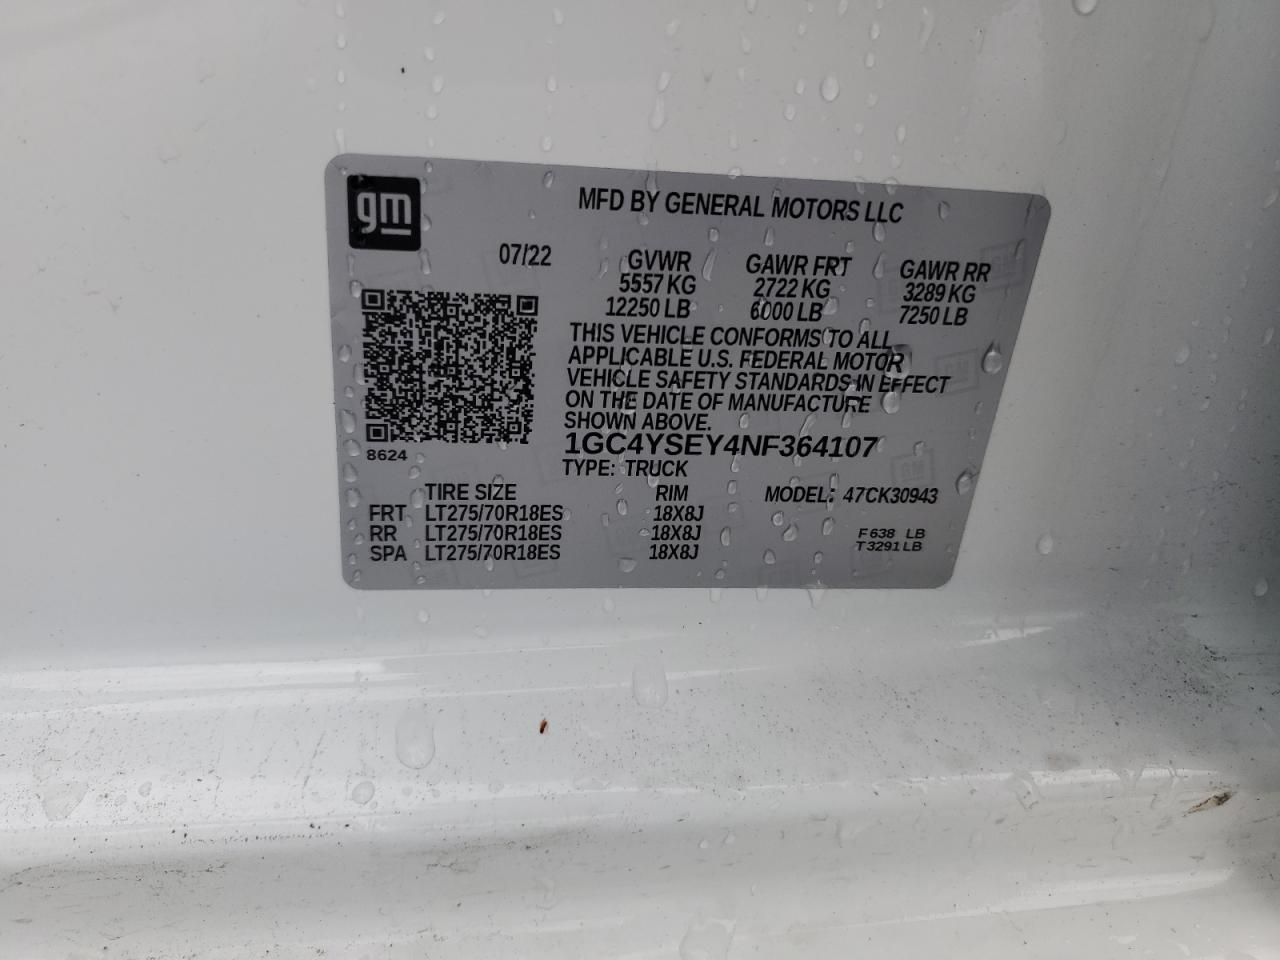 gm
MFD BY GENERAL MOTORS LLC
07/22
GVWR GAWR FRT GAWR RR
5557 KG 2722 KG 3289 KG
12250 LB 6000 LB 7250 LB
THIS VEHICLE CONFORMS TO ALL
APPLICABLE U.S. FEDERAL MOTOR
VEHICLE SAFETY STANDARDS IN EFFECT
ON THE DATE OF MANUFACTURE
SHOWN ABOVE.
8624
1GC4YSEY4NF364107
TYPE: TRUCK
TIRE SIZE RIM MODEL: 47CK30943
FRT LT275/70R18ES 18X8J
RR LT275/70R18ES 18X8J F 638 LB
SPA LT275/70R18ES 18X8J T 3291 LB